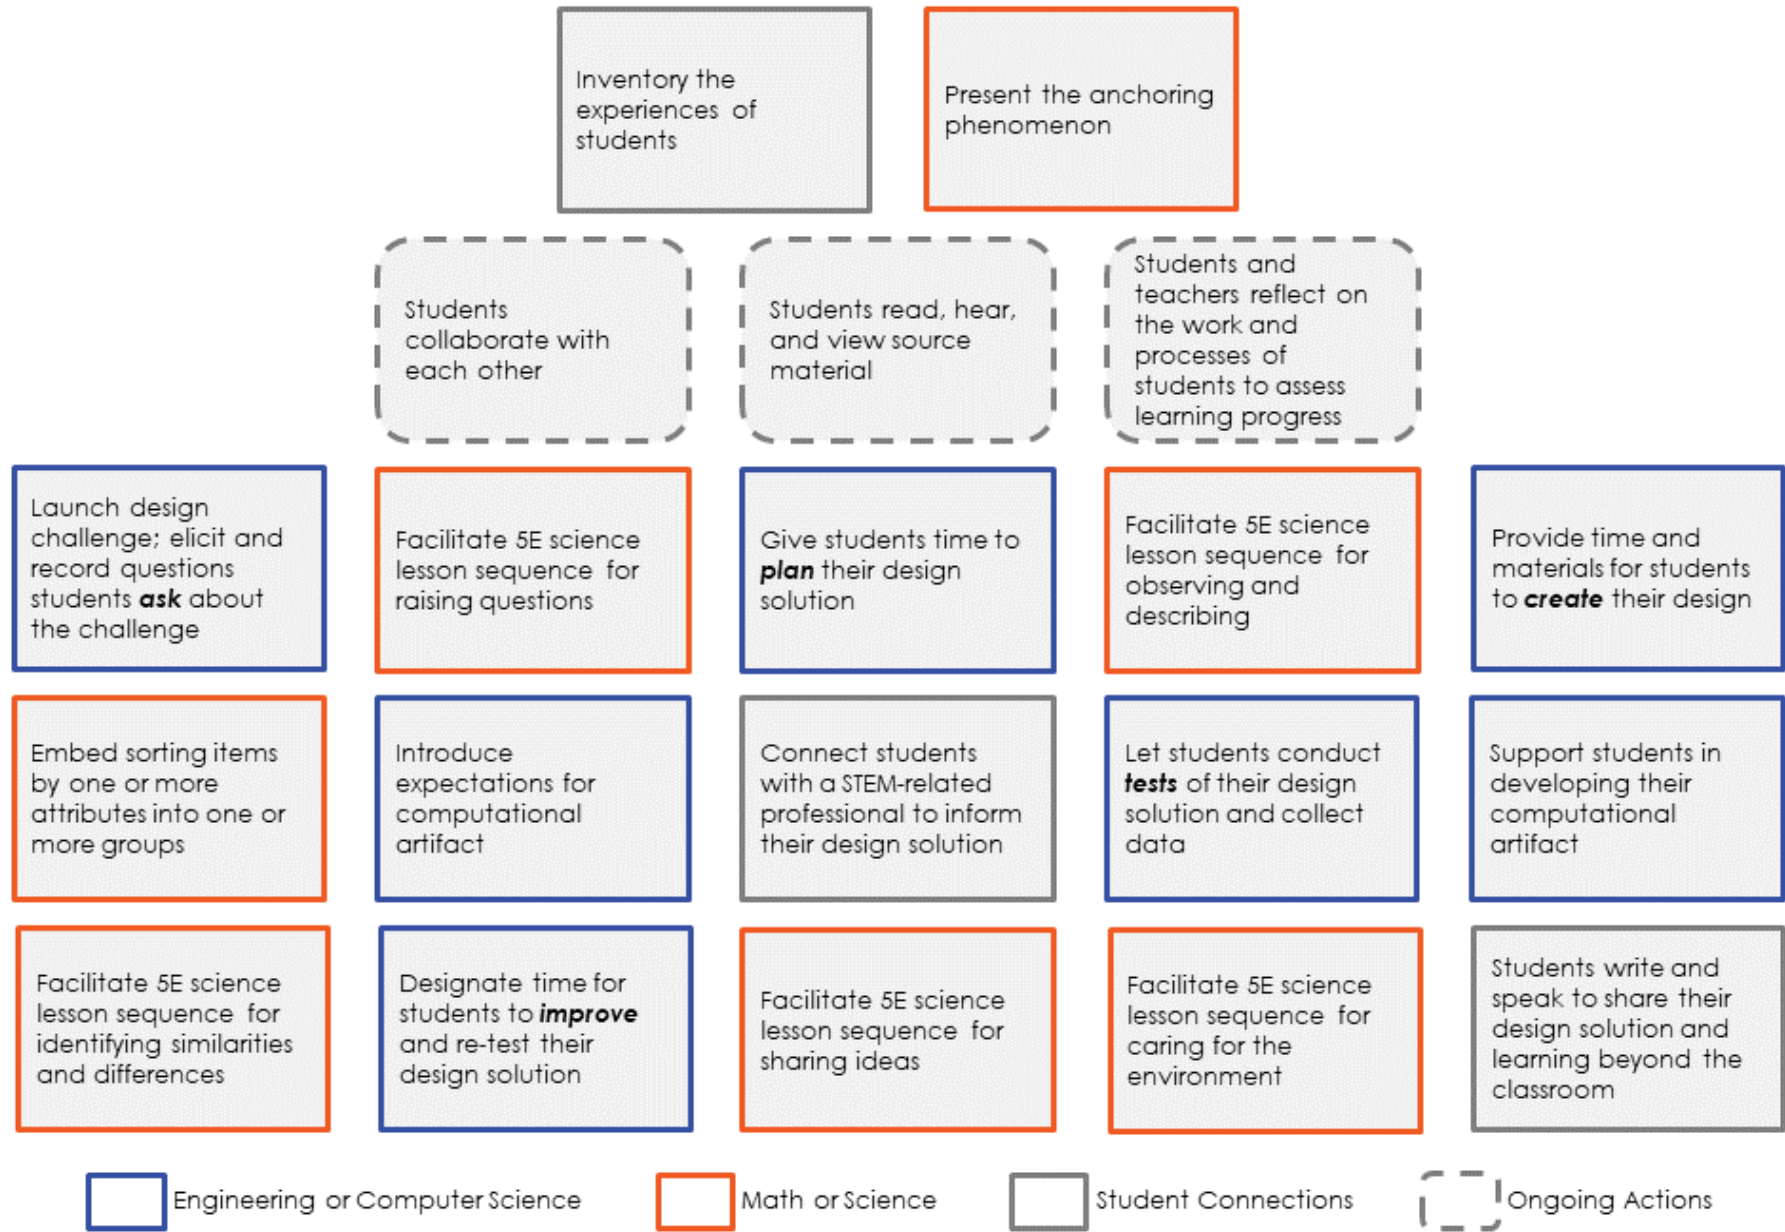 Inventory the
experiences of
students
Present the anchoring
phenomenon
Students
collaborate with
each other
Students read, hear,
and view source
material
Students and
teachers reflect on
the work and
processes of
students to assess
learning progress
Launch design
challenge; elicit and
record questions
students ask about
the challenge
Facilitate 5E science
lesson sequence for
raising questions
Give students time to
plan their design
solution
Facilitate 5E science
lesson sequence for
observing and
describing
Provide time and
materials for students
to create their design
Embed sorting items
by one or more
attributes into one or
more groups
Introduce
expectations for
computational
artifact
Connect students
with a STEM-related
professional to inform
their design solution
Let students conduct
tests of their design
solution and collect
data
Support students in
developing their
computational
artifact
Facilitate 5E science
lesson sequence for
identifying similarities
and differences
Designate time for
students to improve
and re-test their
design solution
Facilitate 5E science
lesson sequence for
sharing ideas
Facilitate 5E science
lesson sequence for
caring for the
environment
Students write and
speak to share their
design solution and
learning beyond the
classroom
Engineering or Computer Science
Math or Science
Student Connections
Ongoing Actions